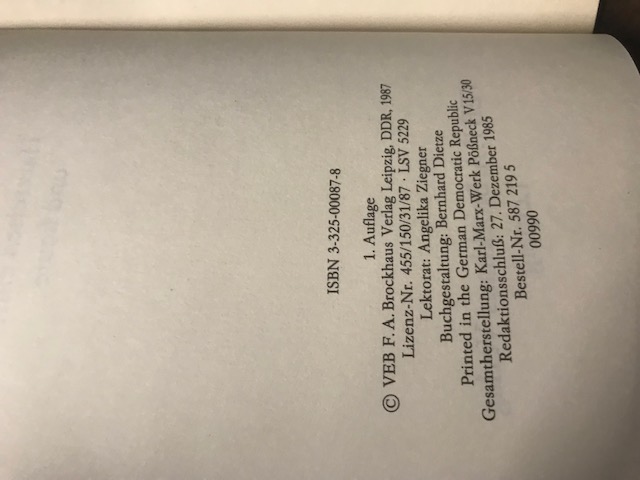 ISBN 3-325-00087-8
1. Auflage
© VEB F. A. Brockhaus Verlag Leipzig, DDR, 1987
Lizenz-Nr. 455/150/31/87 · LSV 5229
Lektorat: Angelika Ziegner
Buchgestaltung: Bernhard Dietze
Printed in the German Democratic Republic
Gesamtherstellung: Karl-Marx-Werk Pößneck V15/30
Redaktionsschluß: 27. Dezember 1985
Bestell-Nr. 587 219 5
00990